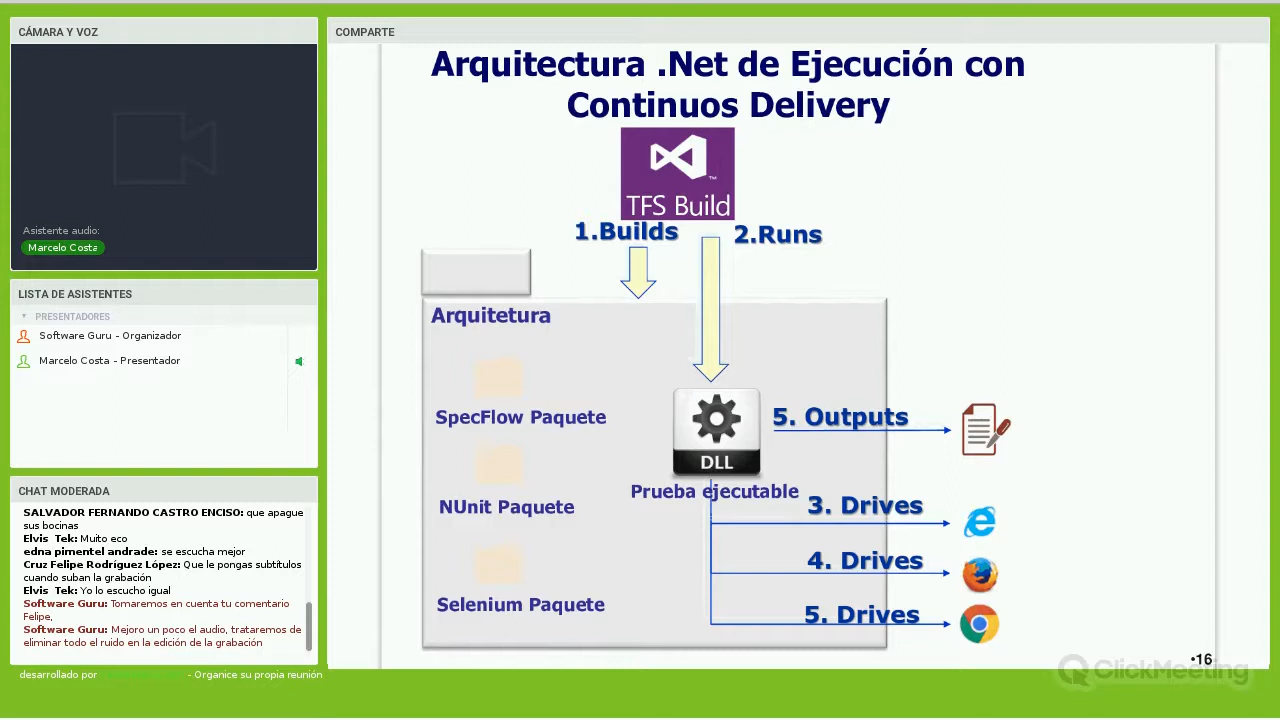 CÁMARA Y VOZ
Asistente audio:
Marcelo Costa
LISTA DE ASISTENTES
PRESENTADORES
Software Guru - Organizador
Marcelo Costa - Presentador
CHAT MODERADA
SALVADOR FERNANDO CASTRO ENCISO: que apague
sus bocinas
Elvis Tek: Muito eco
edna pimentel andrade: se escucha mejor
Cruz Felipe Rodríguez López: Que le pongas subtítulos
cuando suban la grabación
Elvis Tek: Yo lo escucho igual
Software Guru: Tomaremos en cuenta tu comentario
Felipe,
Software Guru: Mejoro un poco el audio, trataremos de
eliminar todo el ruido en la edición de la grabación
desarrollado por
- Organice su propia reunión
COMPARTE
Arquitectura .Net de Ejecución con
Continuos Delivery
TFS Build
1.Builds
2.Runs
Arquitetura
SpecFlow Paquete
NUnit Paquete
Selenium Paquete
DLL
Prueba ejecutable
5. Outputs
3. Drives
4. Drives
5. Drives
•16
ClickMeeting